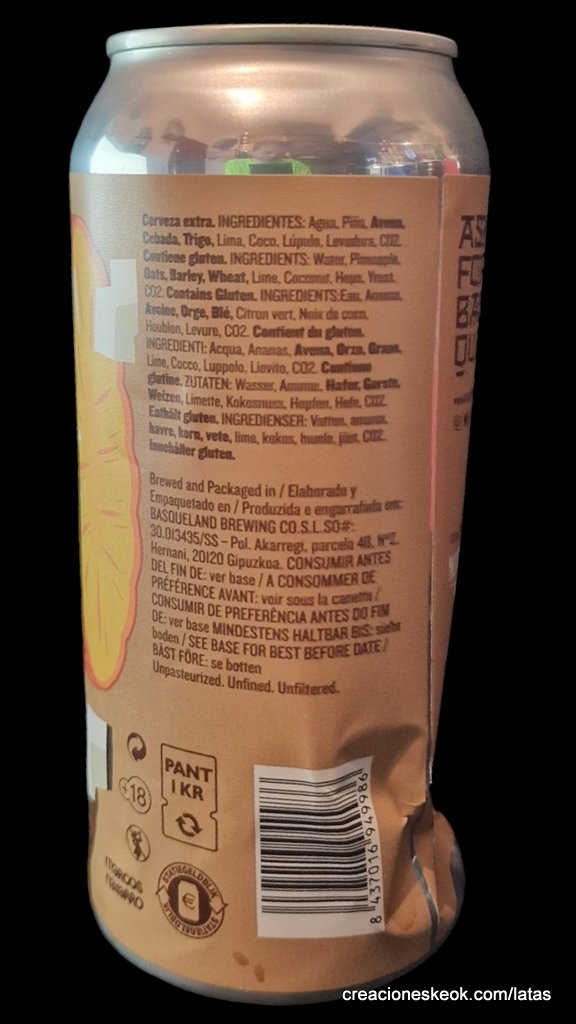 Cerveza extra. INGREDIENTES: Agua, Piña, Avena,
Cebada, Trigo, Lima, Coco, Lúpulo, Levadura, CO2.
Contiene gluten. INGREDIENTS: Water, Pineapple,
Oats, Barley, Wheat, Lime, Coconut, Hops, Yeast,
CO2. Contains Gluten. INGREDIENTS:Eau, Ananas,
Avoine, Orge, Blé, Citron vert, Noix de coco,
Houblon, Levure, CO2. Contient du gluten.
INGREDIENTI: Acqua, Ananas, Avena, Orzo, Grano,
Lime, Cocco, Luppolo, Lievito, CO2. Contiene
glutine. ZUTATEN: Wasser, Ananas, Hafer, Gerste,
Weizen, Limette, Kokosnuss, Hopfen, Hefe, CO2.
Enthält gluten. INGREDIENSER: Vatten, ananas,
havre, korn, vete, lime, kokos, humle, jäst, CO2.
Innehåller gluten.
Brewed and Packaged in / Elaborada y
Empaquetado en / Produzida e engarrafada em:
BASQUELAND BREWING CO.S.L.SO#:
30.013435/SS – Pol. Akarregi, parcela 4B, Nº2.
Hernani, 20120 Gipuzkoa. CONSUMIR ANTES
DEL FIN DE: ver base / A CONSOMMER DE
PRÉFÉRENCE AVANT: voir sous la canette /
CONSUMIR DE PREFERÊNCIA ANTES DO FIM
DE: ver base MINDESTENS HALTBAR BIS: siehe
boden / SEE BASE FOR BEST BEFORE DATE /
BÄST FÖRE: se botten
Unpasteurized. Unfined. Unfiltered.
PANT
1 KR
+18
STATIEGELDBLIK
€
STATIEGELDBLIK
8 437016 949986
creacioneskeok.com/latas